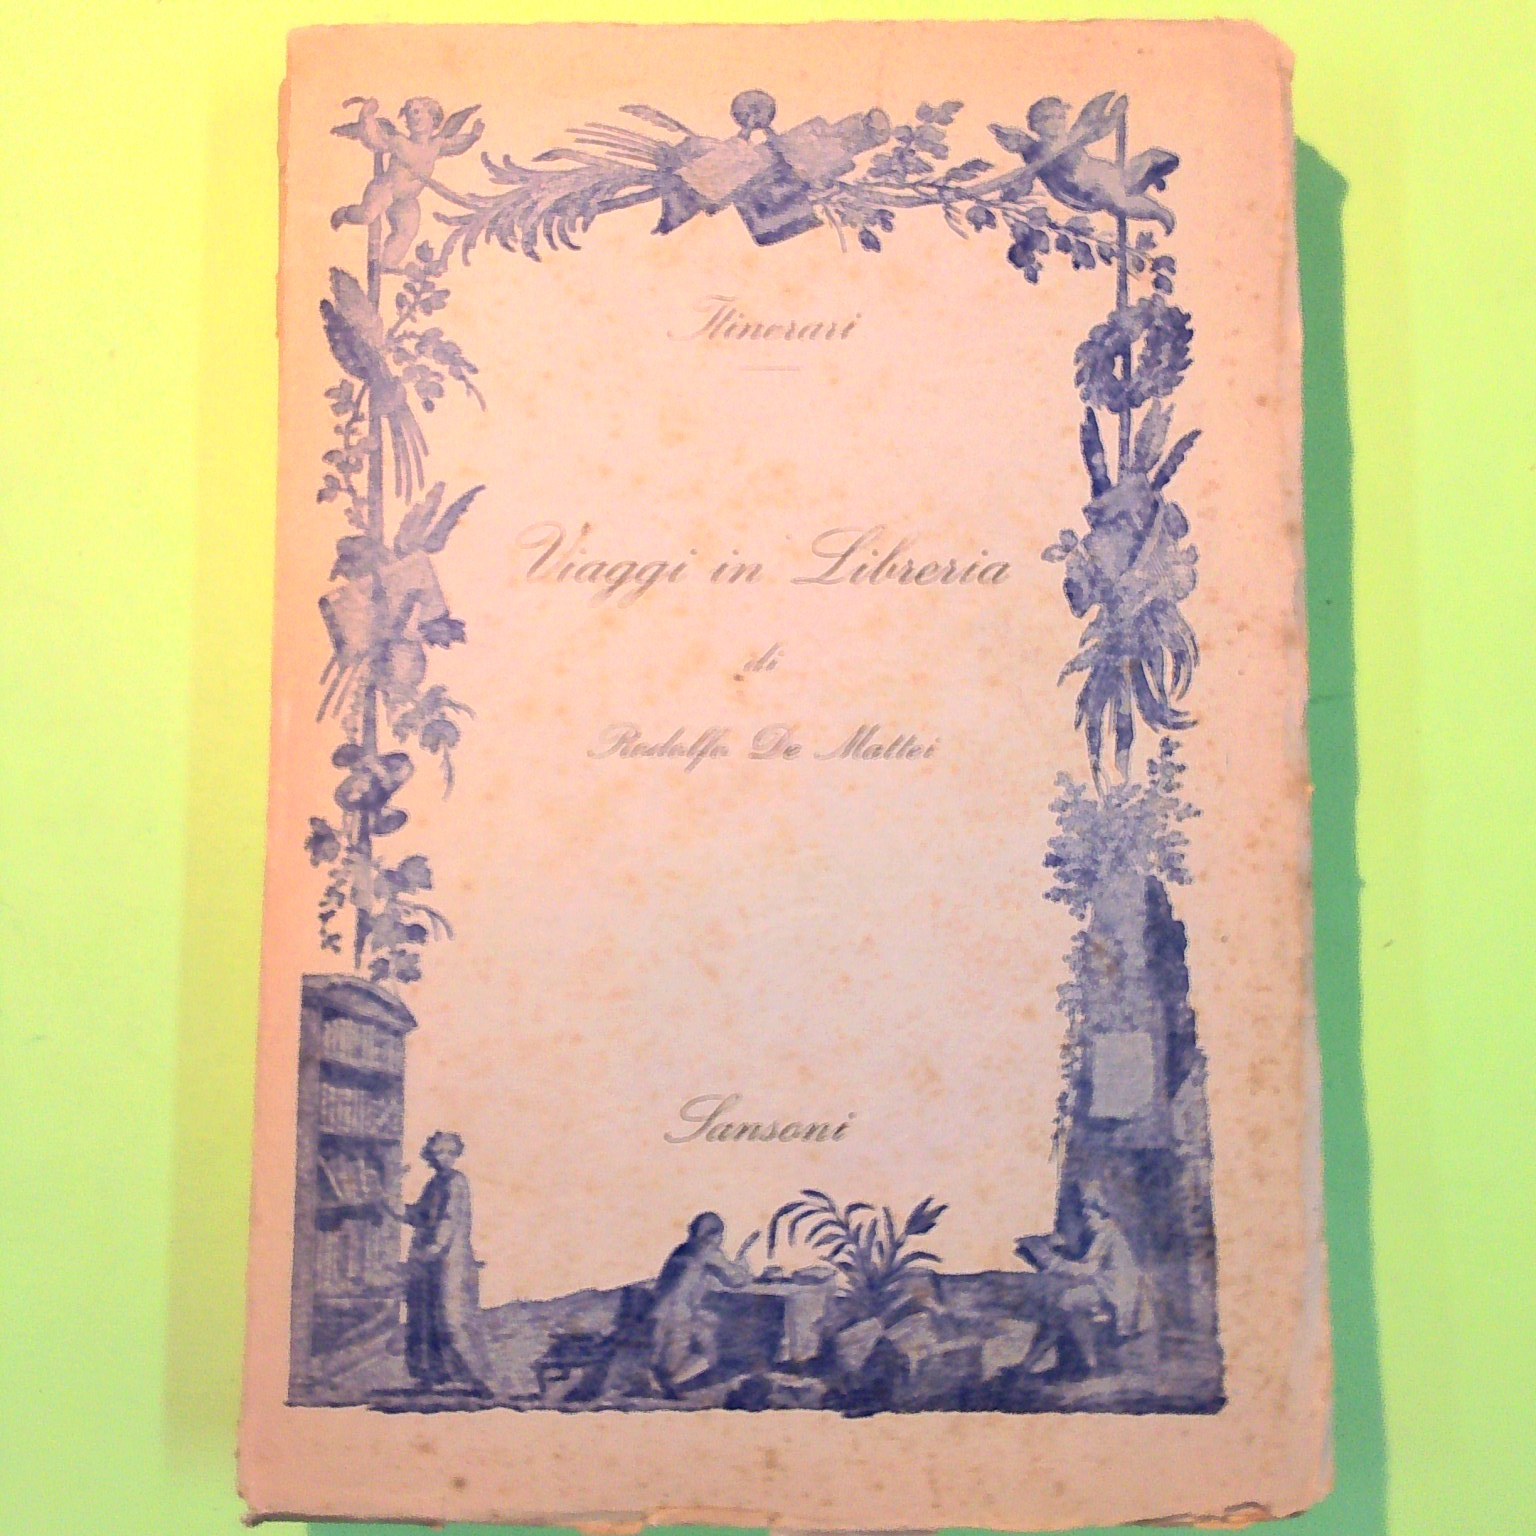 Itinerari
Viaggi in Libreria
di
Rodolfo De Mattei
Sansoni